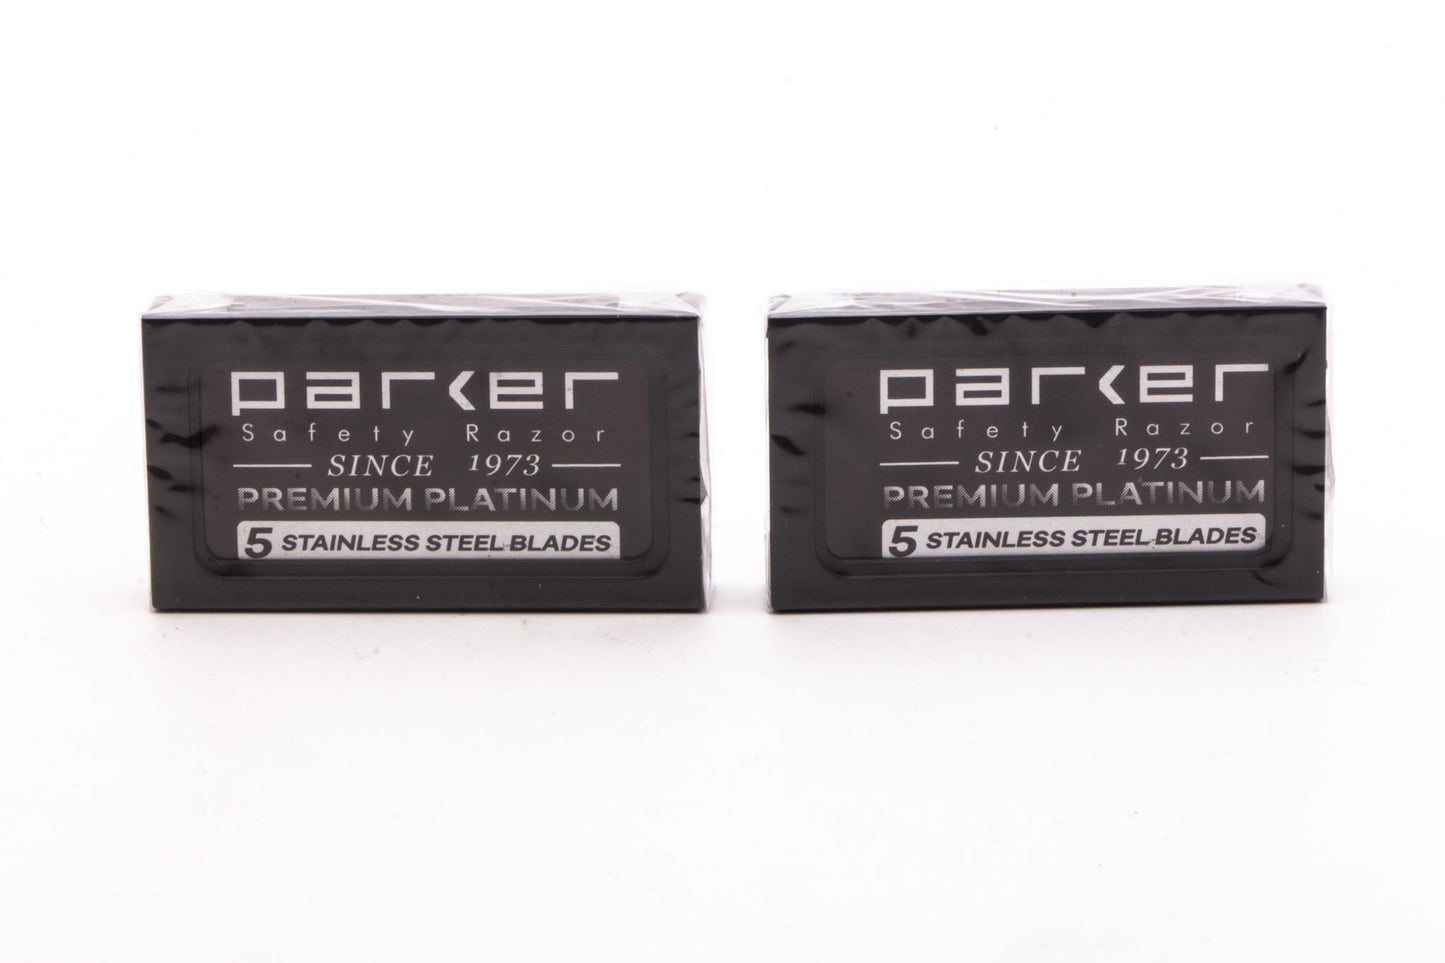 parker
Safety Razor
SINCE 1973
PREMIUM PLATINUM
5 STAINLESS STEEL BLADES
parker
Safety Razor
SINCE 1973
PREMIUM PLATINUM
5 STAINLESS STEEL BLADES